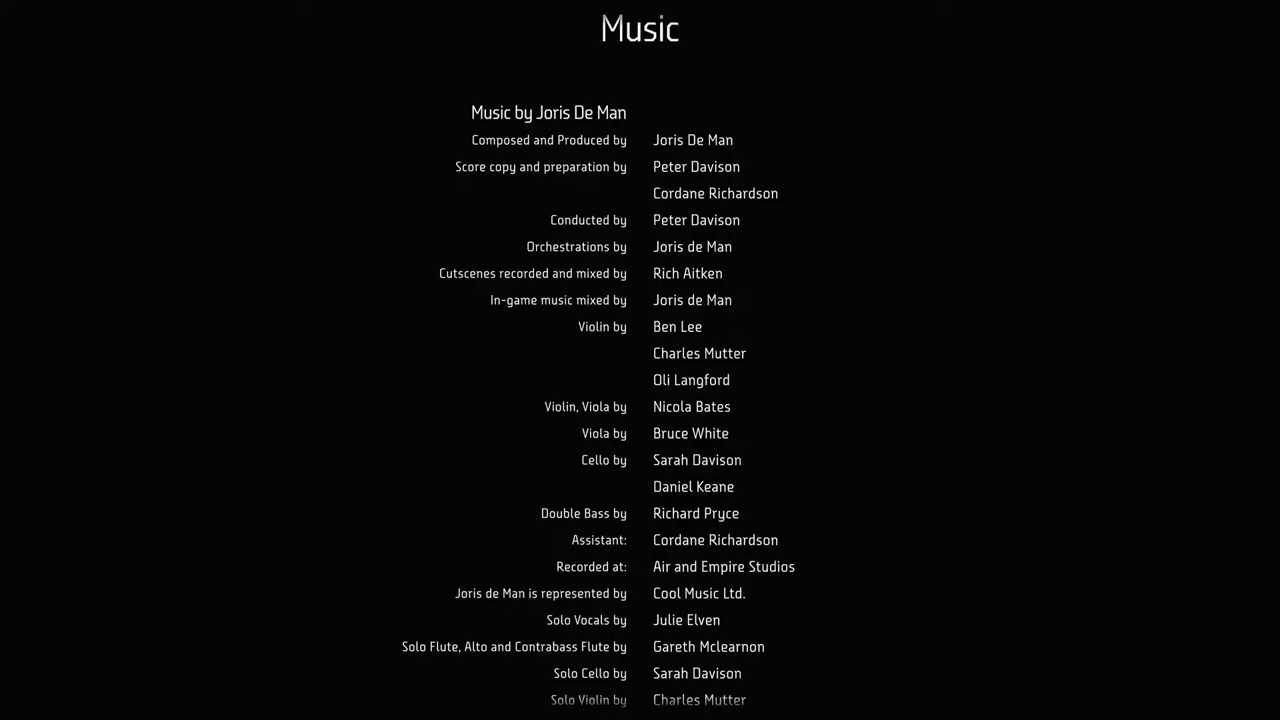 Music
Music by Joris De Man
Composed and Produced by Joris De Man
Score copy and preparation by Peter Davison
Cordane Richardson
Conducted by Peter Davison
Orchestrations by Joris de Man
Cutscenes recorded and mixed by Rich Aitken
In-game music mixed by Joris de Man
Violin by Ben Lee
Charles Mutter
Oli Langford
Violin, Viola by Nicola Bates
Viola by Bruce White
Cello by Sarah Davison
Daniel Keane
Double Bass by Richard Pryce
Assistant: Cordane Richardson
Recorded at: Air and Empire Studios
Joris de Man is represented by Cool Music Ltd.
Solo Vocals by Julie Elven
Solo Flute, Alto and Contrabass Flute by Gareth Mclearnon
Solo Cello by Sarah Davison
Solo Violin by Charles Mutter